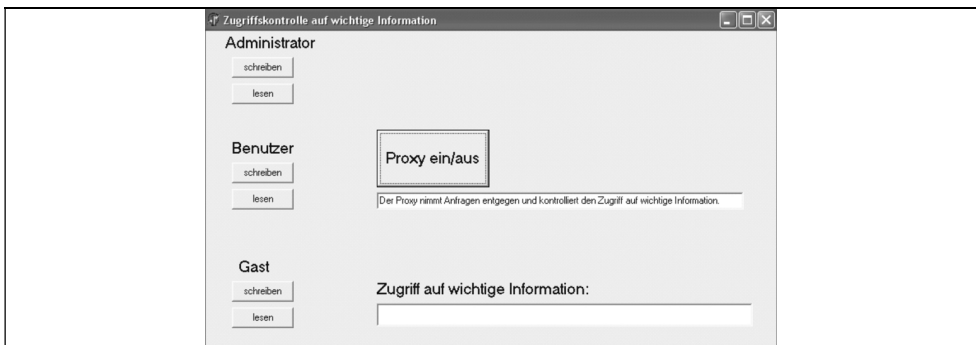 Zugriffskontrolle auf wichtige Information
Administrator
schreiben
lesen
Benutzer
schreiben
lesen
Proxy ein/aus
Der Proxy nimmt Anfragen entgegen und kontrolliert den Zugriff auf wichtige Information.
Gast
schreiben
lesen
Zugriff auf wichtige Information: